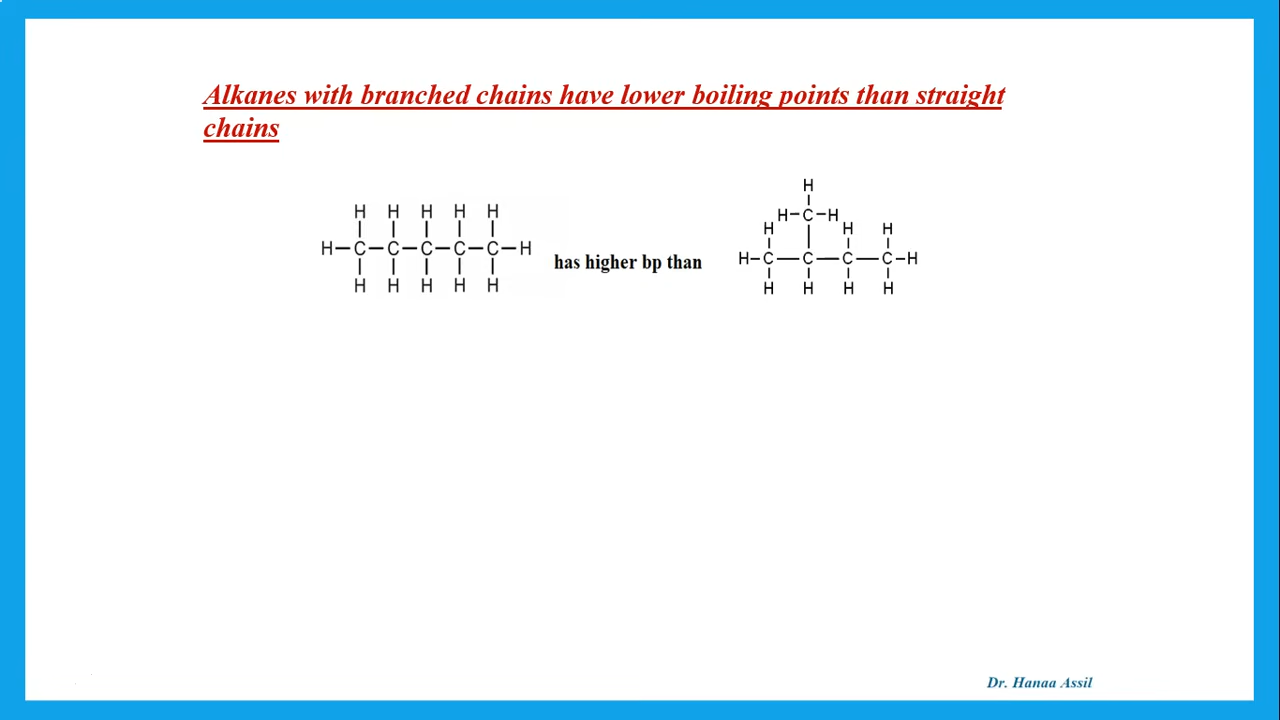 Alkanes with branched chains have lower boiling points than straight
chains
H
H H H H H
H-C-H
H H H
H-C-C-C-C-C-H
has higher bp than
H-C-C-C-C-H
H H H H H
H H H H
Dr. Hanaa Assil